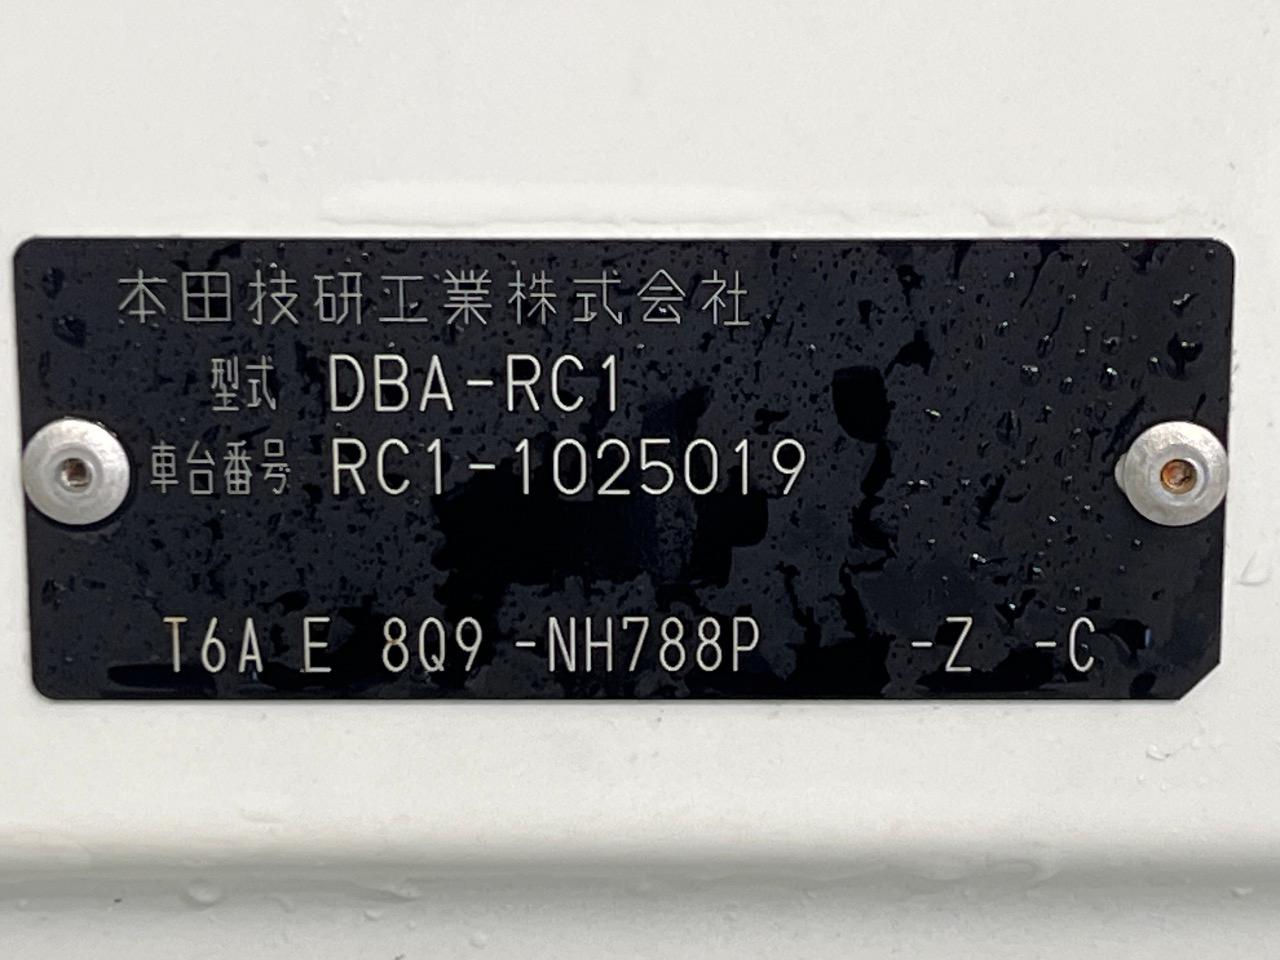 本田技研工業株式会社
型式 DBA-RC1
車台番号 RC1-1025019
T6A E 8Q9 -NH788P -Z -C